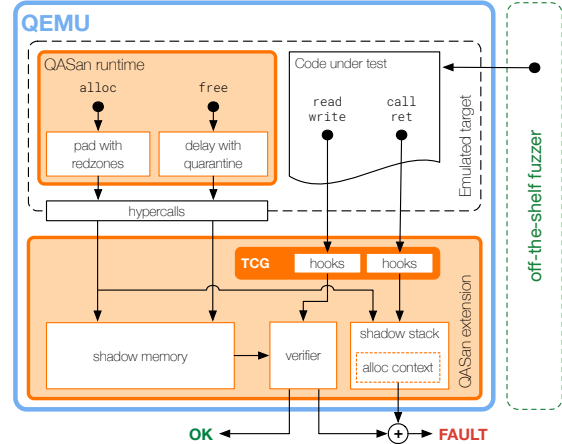 QEMU
QASan runtime
alloc
free
pad with
redzones
delay with
quarantine
Code under test
read
write
call
ret
Emulated target
hypercalls
off-the-shelf fuzzer
TCG
hooks
hooks
shadow memory
verifier
shadow stack
alloc context
QASan extension
OK
+
FAULT